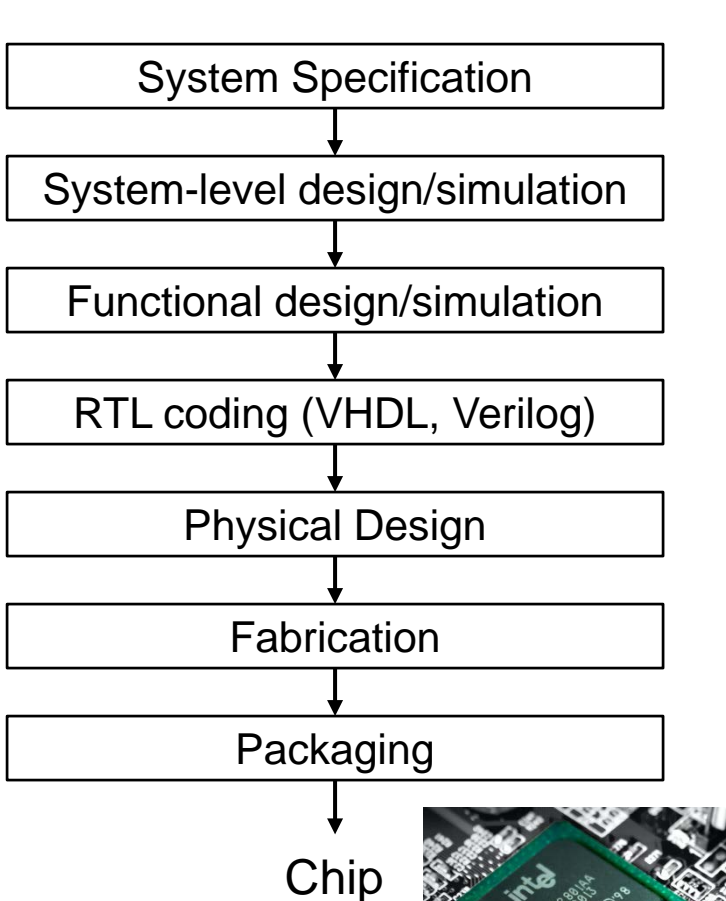 System Specification
System-level design/simulation
Functional design/simulation
RTL coding (VHDL, Verilog)
Physical Design
Fabrication
Packaging
Chip
intel